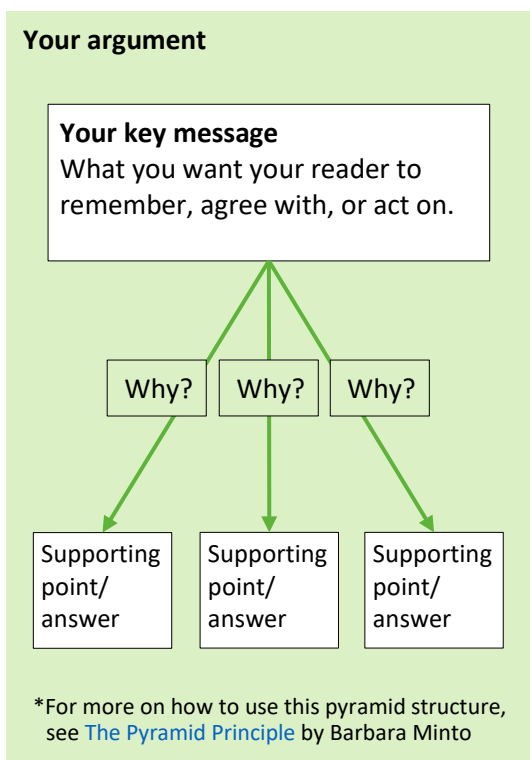 Your argument
Your key message
What you want your reader to
remember, agree with, or act on.
Why?
Why?
Why?
Supporting
point/
answer
Supporting
point/
answer
Supporting
point/
answer
*For more on how to use this pyramid structure,
see The Pyramid Principle by Barbara Minto